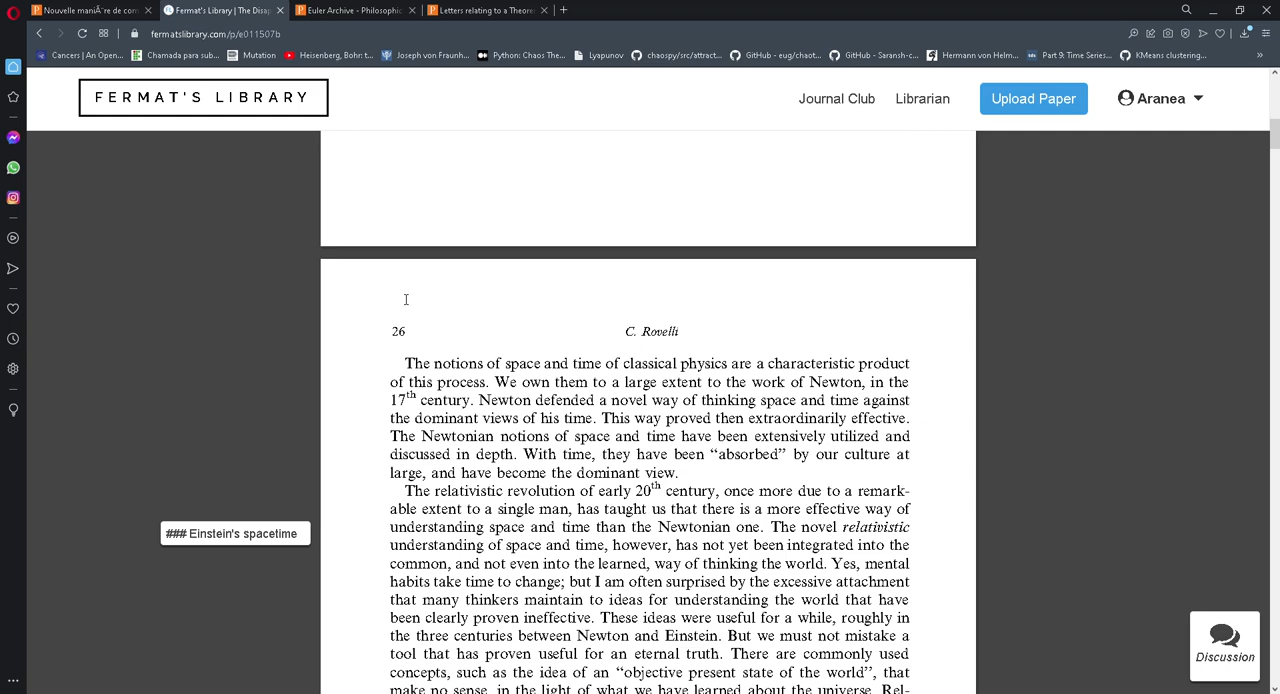 Nouvelle maniÃ¨re de com
Fermat's Library | The Disap
Euler Archive - Philosophic
Letters relating to a Theore
fermatslibrary.com/p/e011507b
Cancers | An Open...
Chamada para sub...
Mutation
Heisenberg, Bohr: t...
Joseph von Fraunh...
Python: Chaos The...
Lyapunov
chaospy/src/attract...
GitHub - eug/chaot...
GitHub - Saransh-c...
Hermann von Helm...
Part 9: Time Series...
KMeans clustering...
FERMAT'S LIBRARY
Journal Club
Librarian
Upload Paper
Aranea
26
C. Rovelli
The notions of space and time of classical physics are a characteristic product
of this process. We own them to a large extent to the work of Newton, in the
17th century. Newton defended a novel way of thinking space and time against
the dominant views of his time. This way proved then extraordinarily effective.
The Newtonian notions of space and time have been extensively utilized and
discussed in depth. With time, they have been “absorbed” by our culture at
large, and have become the dominant view.
The relativistic revolution of early 20th century, once more due to a remark-
able extent to a single man, has taught us that there is a more effective way of
understanding space and time than the Newtonian one. The novel relativistic
understanding of space and time, however, has not yet been integrated into the
common, and not even into the learned, way of thinking the world. Yes, mental
habits take time to change; but I am often surprised by the excessive attachment
that many thinkers maintain to ideas for understanding the world that have
been clearly proven ineffective. These ideas were useful for a while, roughly in
the three centuries between Newton and Einstein. But we must not mistake a
tool that has proven useful for an eternal truth. There are commonly used
concepts, such as the idea of an “objective present state of the world”, that
make no sense, in the light of what we have learned about the universe. Rel-
### Einstein's spacetime
Discussion